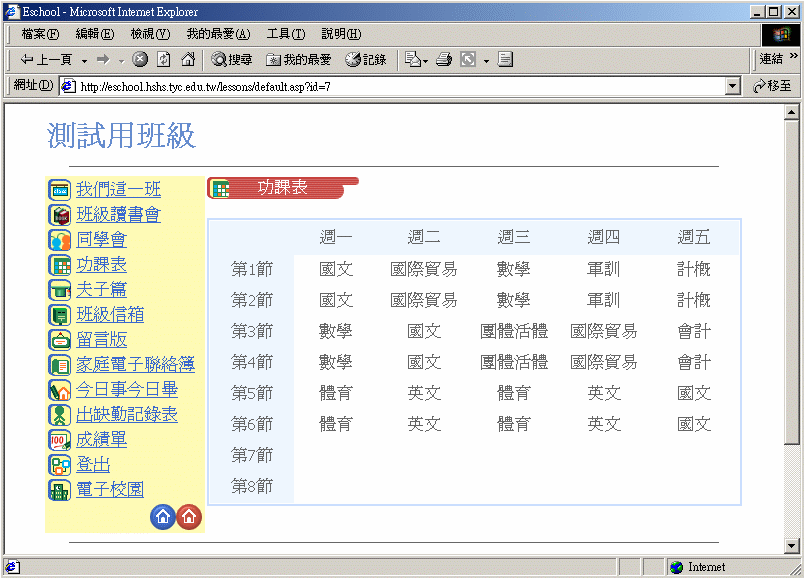 Eschool - Microsoft Internet Explorer
檔案(F) 編輯(E) 檢視(V) 我的最愛(A) 工具(T) 說明(H)
上一頁 搜尋 我的最愛 記錄 連結 »
網址(D) http://eschool.hshs.tyc.edu.tw/lessons/default.asp?id=7 移至
測試用班級
我們這一班
班級讀書會
同學會
功課表
夫子篇
班級信箱
留言版
家庭電子聯絡簿
今日事今日畢
出缺勤記錄表
成績單
登出
電子校園
功課表
週一 週二 週三 週四 週五
第1節 國文 國際貿易 數學 軍訓 計概
第2節 國文 國際貿易 數學 軍訓 計概
第3節 數學 國文 團體活體 國際貿易 會計
第4節 數學 國文 團體活體 國際貿易 會計
第5節 體育 英文 體育 英文 國文
第6節 體育 英文 體育 英文 國文
第7節
第8節
Internet